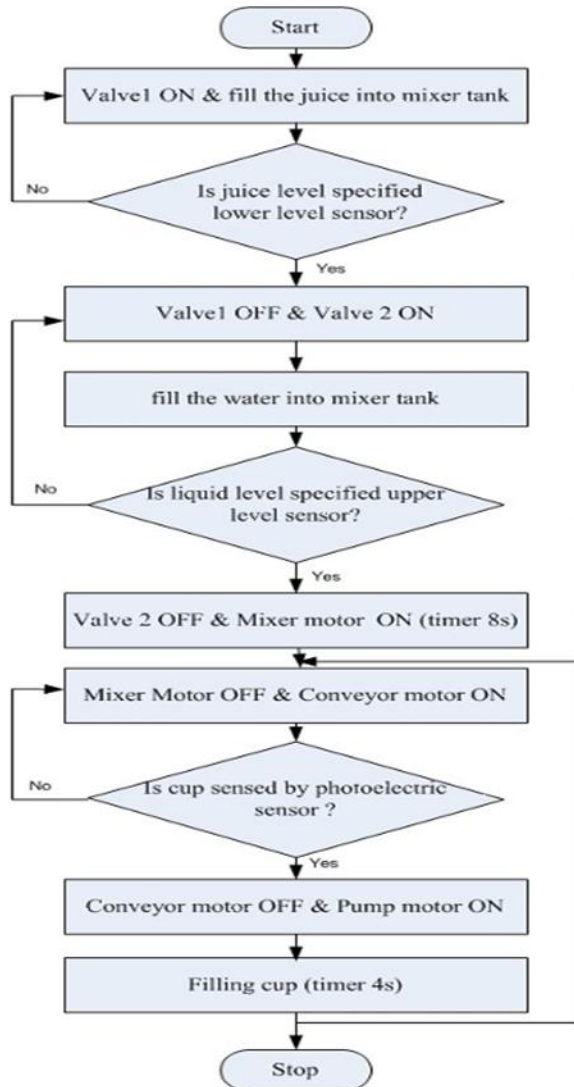 Start
Valve1 ON & fill the juice into mixer tank
No
Is juice level specified
lower level sensor?
Yes
Valve1 OFF & Valve 2 ON
fill the water into mixer tank
No
Is liquid level specified upper
level sensor?
Yes
Valve 2 OFF & Mixer motor ON (timer 8s)
Mixer Motor OFF & Conveyor motor ON
No
Is cup sensed by photoelectric
sensor ?
Yes
Conveyor motor OFF & Pump motor ON
Filling cup (timer 4s)
Stop